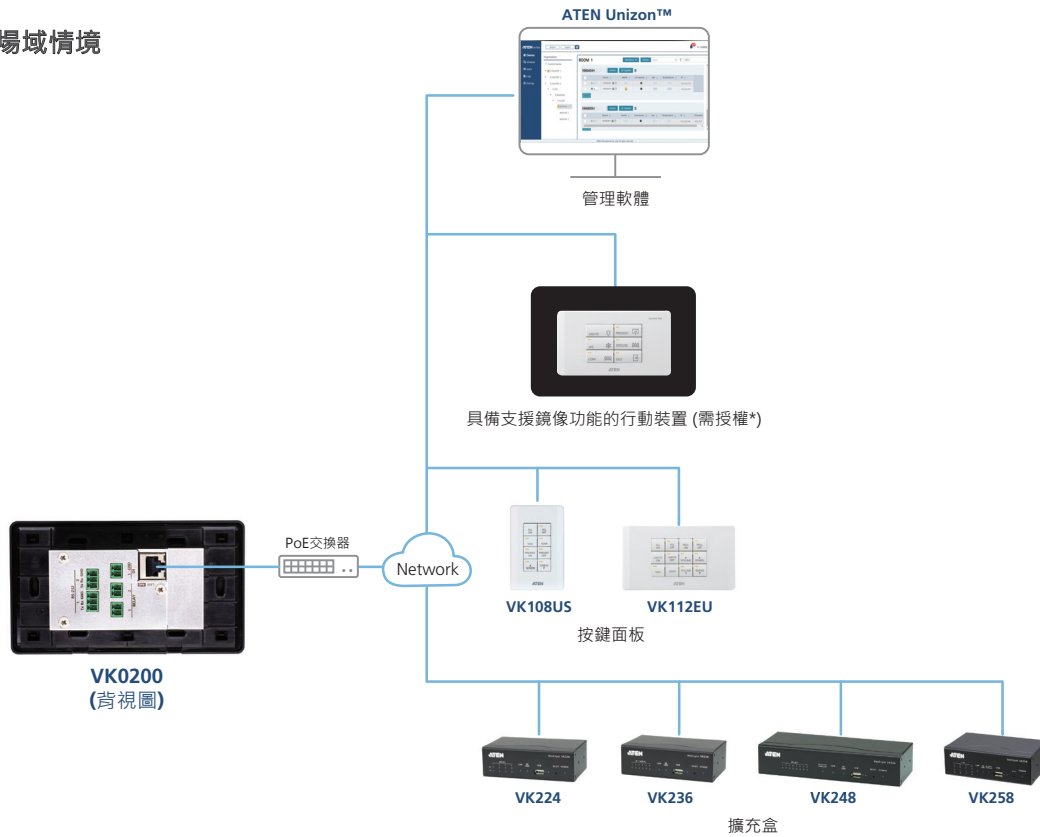 場域情境
ATEN Unizon™
管理軟體
具備支援鏡像功能的行動裝置 (需授權*)
PoE交換器
Network
VK0200
(背視圖)
VK108US
VK112EU
按鍵面板
VK224
VK236
VK248
VK258
擴充盒